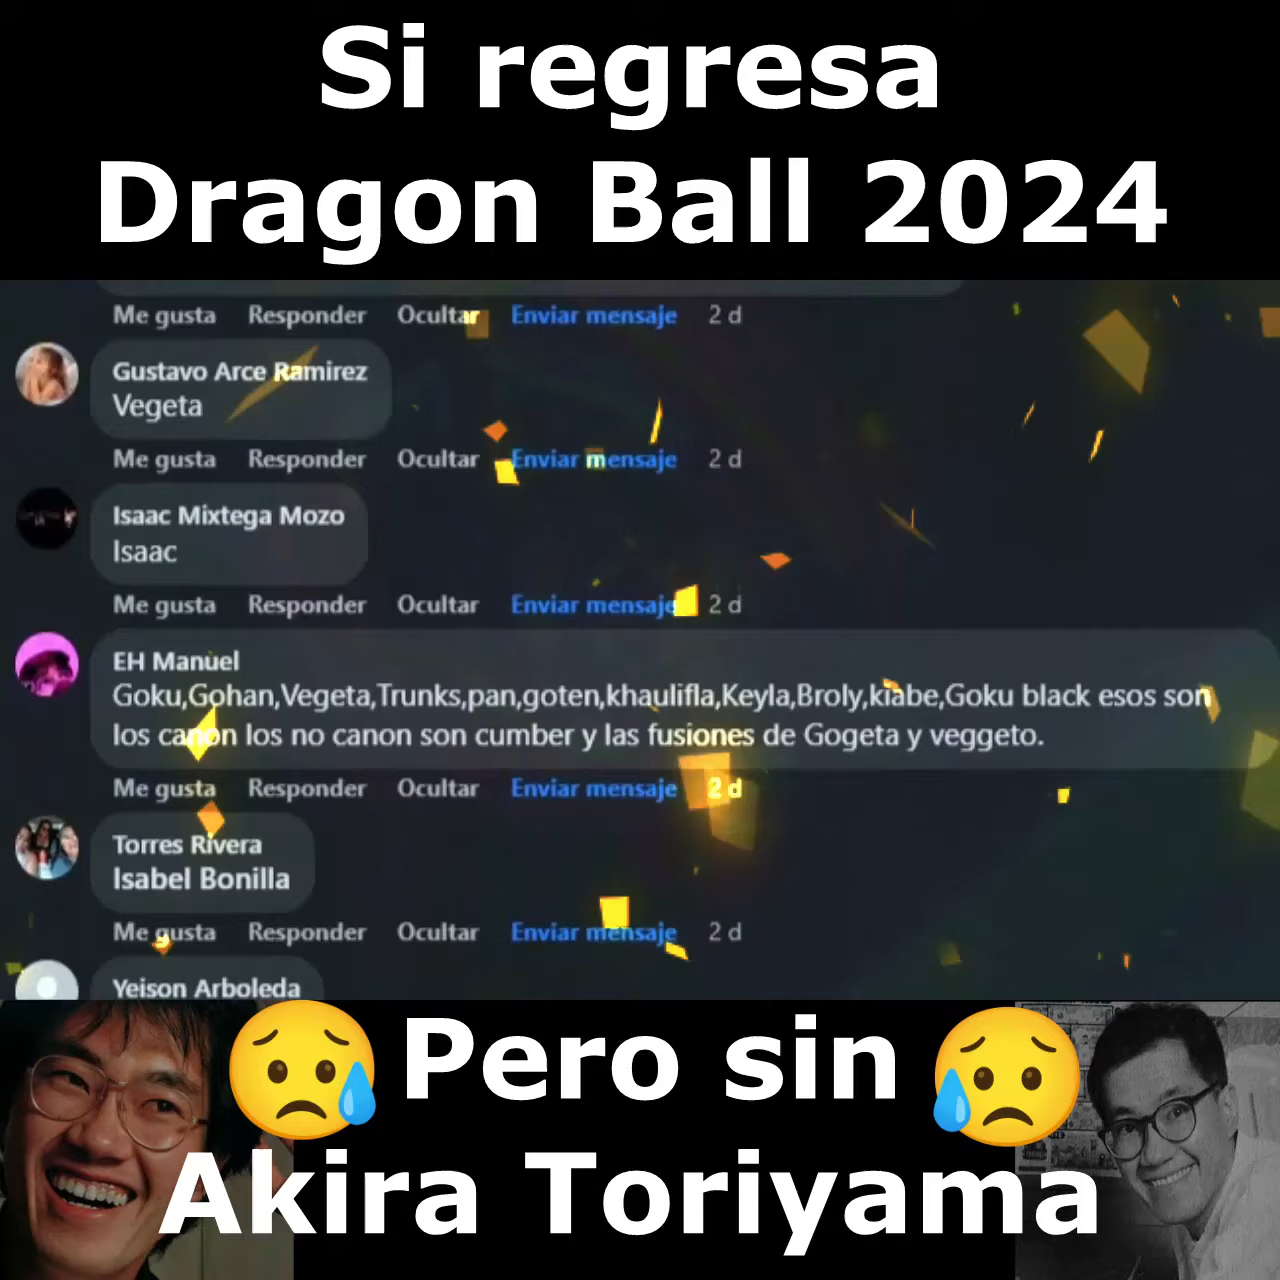 Si regresa
Dragon Ball 2024
Me gusta Responder Ocultar Enviar mensaje 2 d
Gustavo Arce Ramirez
Vegeta
Me gusta Responder Ocultar Enviar mensaje 2 d
Isaac Mixtega Mozo
Isaac
Me gusta Responder Ocultar Enviar mensaje 2 d
EH Manuel
Goku,Gohan,Vegeta,Trunks,pan,goten,khaulifla,Keyla,Broly,kiabe,Goku black esos son
los canon los no canon son cumber y las fusiones de Gogeta y veggeto.
Me gusta Responder Ocultar Enviar mensaje 2 d
Torres Rivera
Isabel Bonilla
Me gusta Responder Ocultar Enviar mensaje 2 d
Yeison Arboleda
Pero sin
Akira Toriyama